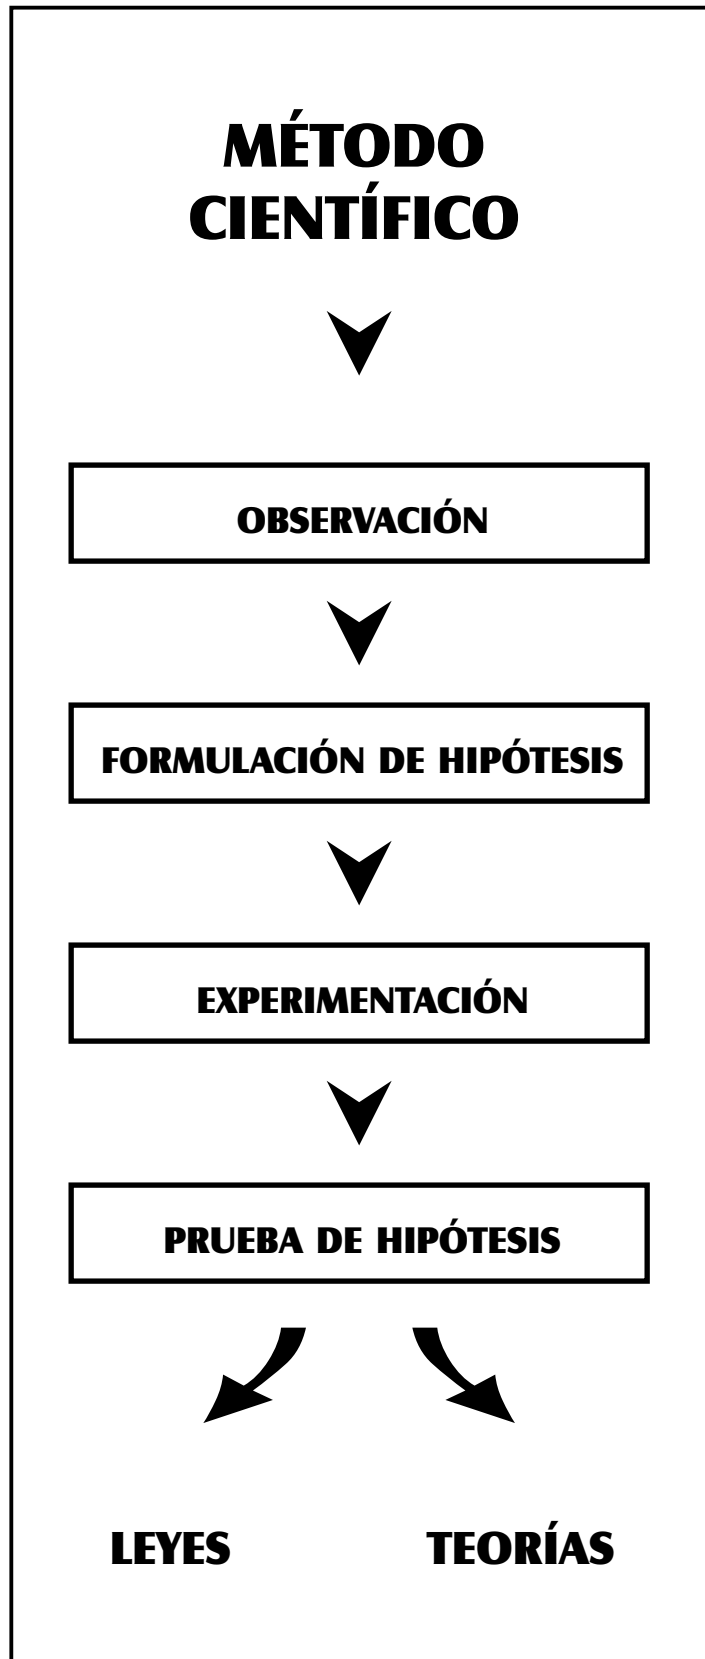 MÉTODO
CIENTÍFICO
OBSERVACIÓN
FORMULACIÓN DE HIPÓTESIS
EXPERIMENTACIÓN
PRUEBA DE HIPÓTESIS
LEYES TEORÍAS